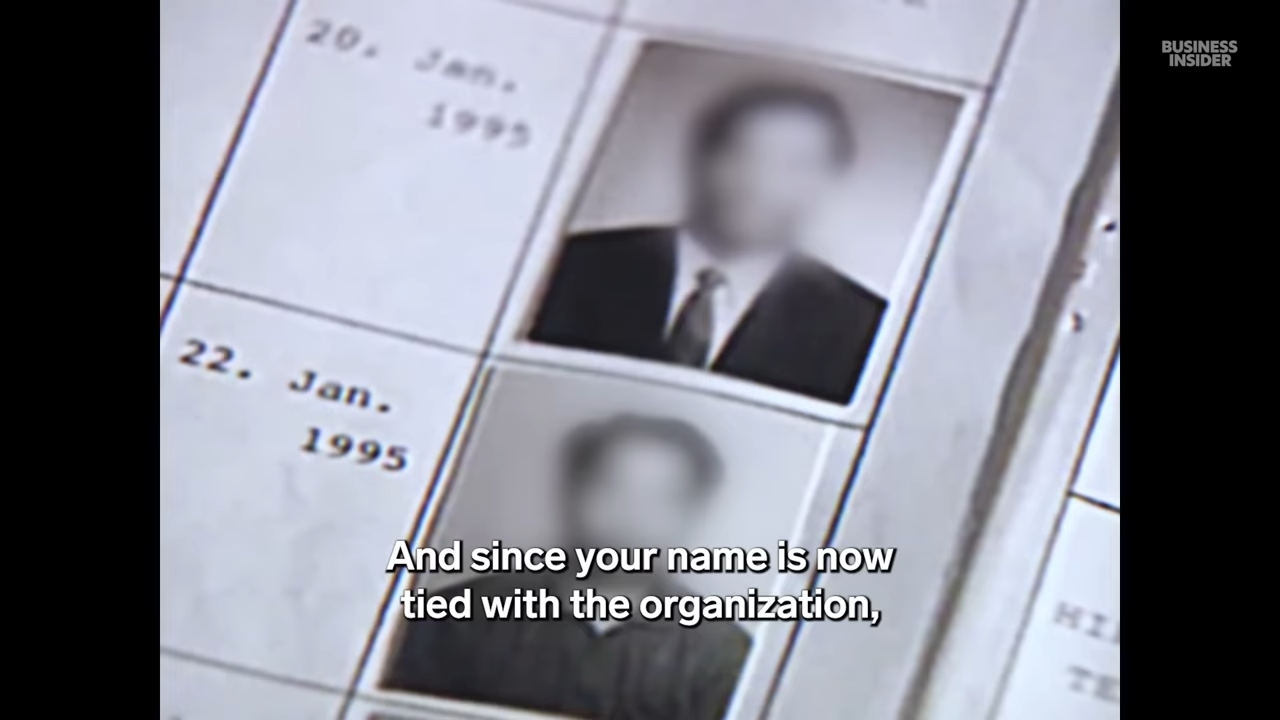 BUSINESS
INSIDER
20. Jan.
1995
22. Jan.
1995
And since your name is now
tied with the organization,